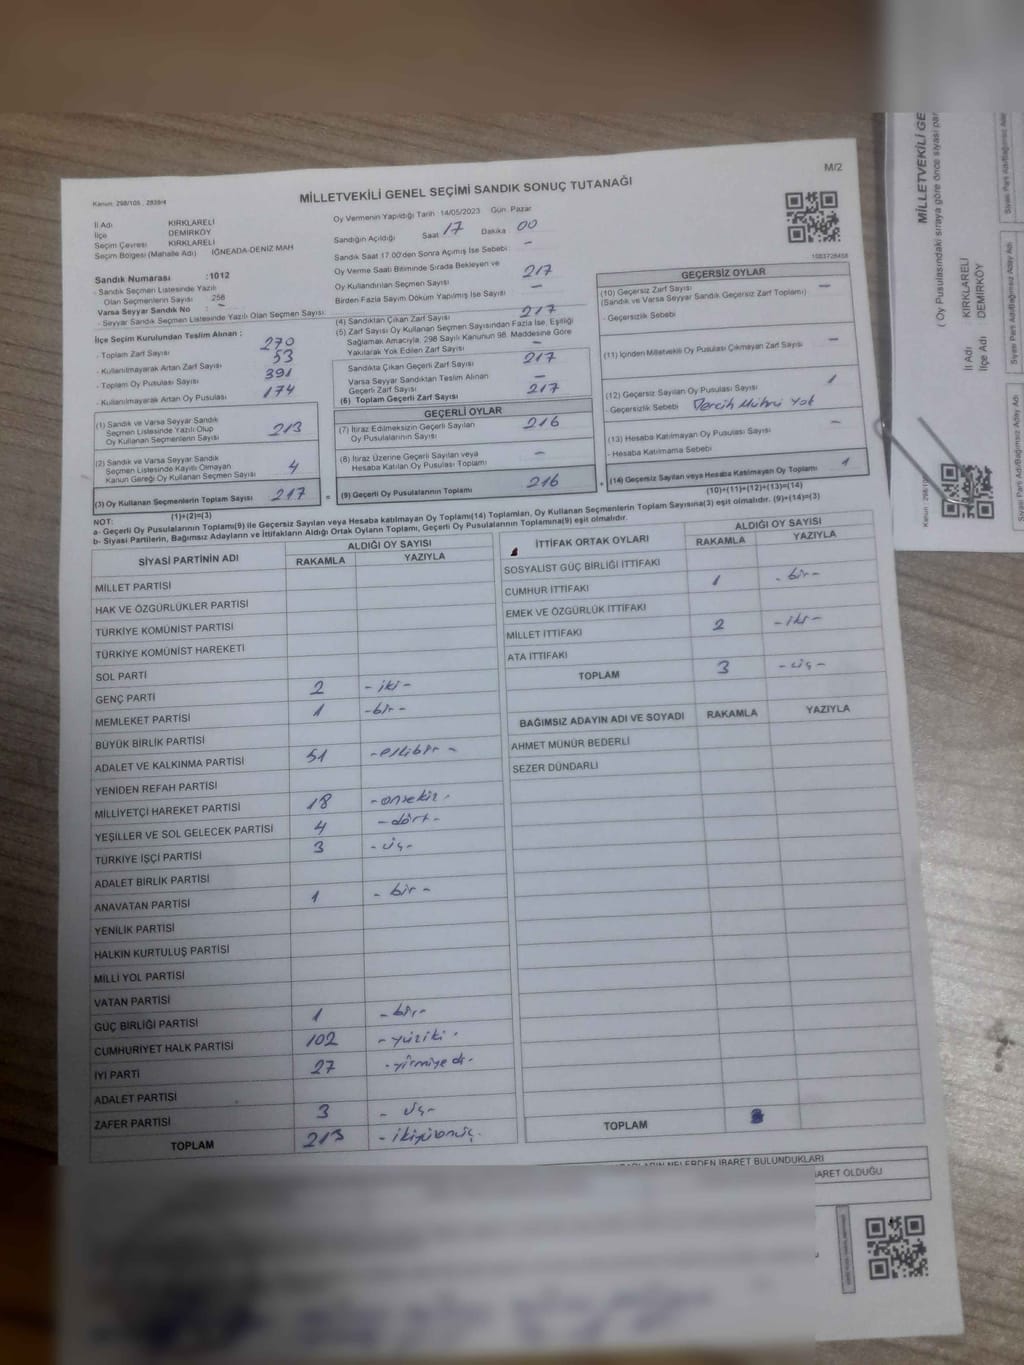 M/2
Kanun: 298/105 , 2839/4
MİLLETVEKİLİ GENEL SEÇİMİ SANDIK SONUÇ TUTANAĞI
İl Adı KIRKLARELİ
İlçe DEMİRKÖY
Seçim Çevresi KIRKLARELİ
Seçim Bölgesi (Mahalle Adı) İĞNEADA-DENİZ MAH
Sandık Numarası :1012
- Sandık Seçmen Listesinde Yazılı
Olan Seçmenlerin Sayısı 256
Varsa Seyyar Sandık No : -
- Seyyar Sandık Seçmen Listesinde Yazılı Olan Seçmen Sayısı:
Oy Vermenin Yapıldığı Tarih 14/05/2023 Gün: Pazar
Sandığın Açıldığı Saat 17 Dakika 00
Sandık Saat 17:00'den Sonra Açımış İse Sebebi: -
Oy Verme Saati Bitiminde Sırada Bekleyen ve
Oy Kullandırılan Seçmen Sayısı 217
Birden Fazla Sayım Döküm Yapılmış İse Sayısı -
1083728458
İlçe Seçim Kurulundan Teslim Alınan :
- Toplam Zarf Sayısı 270
- Kullanılmayarak Artan Zarf Sayısı 53
- Toplam Oy Pusulası Sayısı 391
- Kullanılmayarak Artan Oy Pusulası 174
(1) Sandık ve Varsa Seyyar Sandık
Seçmen Listesinde Yazılı Olup
Oy Kullanan Seçmenlerin Sayısı 213
(2) Sandık ve Varsa Seyyar Sandık
Seçmen Listesinde Kayıtlı Olmayan
Kanun Gereği Oy Kullanan Seçmen Sayısı 4
(3) Oy Kullanan Seçmenlerin Toplam Sayısı 217 =
(1)+(2)=(3)
(4) Sandıktan Çıkan Zarf Sayısı 217
(5) Zarf Sayısı Oy Kullanan Seçmen Sayısından Fazla İse, Eşitliği
Sağlamak Amacıyla, 298 Sayılı Kanunun 98. Maddesine Göre
Yakılarak Yok Edilen Zarf Sayısı -
Sandıkta Çıkan Geçerli Zarf Sayısı 217
Varsa Seyyar Sandıktan Teslim Alınan
Geçerli Zarf Sayısı -
(6) Toplam Geçerli Zarf Sayısı 217
GEÇERLİ OYLAR
(7) İtiraz Edilmeksizin Geçerli Sayılan
Oy Pusulalarının Sayısı 216
(8) İtiraz Üzerine Geçerli Sayılan veya
Hesaba Katılan Oy Pusulası Toplamı -
(9) Geçerli Oy Pusulalarının Toplamı 216 +
GEÇERSİZ OYLAR
(10) Geçersiz Zarf Sayısı -
(Sandık ve Varsa Seyyar Sandık Geçersiz Zarf Toplamı)
- Geçersizlik Sebebi
(11) İçinden Milletvekili Oy Pusulası Çıkmayan Zarf Sayısı -
(12) Geçersiz Sayılan Oy Pusulası Sayısı 1
- Geçersizlik Sebebi Tercih Mührü Yok
(13) Hesaba Katılmayan Oy Pusulası Sayısı -
- Hesaba Katılmama Sebebi
(14) Geçersiz Sayılan veya Hesaba Katılmayan Oy Toplamı 1
(10)+(11)+(12)+(13)=(14)
NOT:
a- Geçerli Oy Pusulalarının Toplamı(9) ile Geçersiz Sayılan veya Hesaba katılmayan Oy Toplamı(14) Toplamları, Oy Kullanan Seçmenlerin Toplam Sayısına(3) eşit olmalıdır. (9)+(14)=(3)
b- Siyasi Partilerin, Bağımsız Adayların ve İttifakların Aldığı Ortak Oyların Toplamı, Geçerli Oy Pusulalarının Toplamına(9) eşit olmalıdır.
SİYASİ PARTİNİN ADI ALDIĞI OY SAYISI
RAKAMLA YAZIYLA
MİLLET PARTİSİ
HAK VE ÖZGÜRLÜKLER PARTİSİ
TÜRKİYE KOMÜNİST PARTİSİ
TÜRKİYE KOMÜNİST HAREKETİ
SOL PARTİ
GENÇ PARTİ 2 - iki -
MEMLEKET PARTİSİ 1 - bir -
BÜYÜK BİRLİK PARTİSİ
ADALET VE KALKINMA PARTİSİ 51 - ellibir -
YENİDEN REFAH PARTİSİ
MİLLİYETÇİ HAREKET PARTİSİ 18 - onsekiz -
YEŞİLLER VE SOL GELECEK PARTİSİ 4 - dört -
TÜRKİYE İŞÇİ PARTİSİ 3 - üç -
ADALET BİRLİK PARTİSİ
ANAVATAN PARTİSİ 1 - bir -
YENİLİK PARTİSİ
HALKIN KURTULUŞ PARTİSİ
MİLLİ YOL PARTİSİ
VATAN PARTİSİ
GÜÇ BİRLİĞİ PARTİSİ 1 - bir -
CUMHURİYET HALK PARTİSİ 102 - yüziki -
İYİ PARTİ 27 - yirmiyedi -
ADALET PARTİSİ
ZAFER PARTİSİ 3 - üç -
TOPLAM 213 - ikiyüzonüç -
İTTİFAK ORTAK OYLARI ALDIĞI OY SAYISI
RAKAMLA YAZIYLA
SOSYALİST GÜÇ BİRLİĞİ İTTİFAKI
CUMHUR İTTİFAKI 1 - bir -
EMEK VE ÖZGÜRLÜK İTTİFAKI
MİLLET İTTİFAKI 2 - iki -
ATA İTTİFAKI
TOPLAM 3 - üç -
BAĞIMSIZ ADAYIN ADI VE SOYADI RAKAMLA YAZIYLA
AHMET MÜNÜR BEDERLİ
SEZER DÜNDARLI
TOPLAM
NELERDEN İBARET BULUNDUKLARI
İBARET OLDUĞU
MİLLETVEKİLİ GE
( Oy Pusulasındaki sıraya göre önce siyasi par
İl Adı KIRKLARELİ
İlçe Adı DEMİRKÖY
Siyasi Parti Adı/Bağımsız Aday Adı
Siyasi Parti Adı/Bağımsız Aday Adı